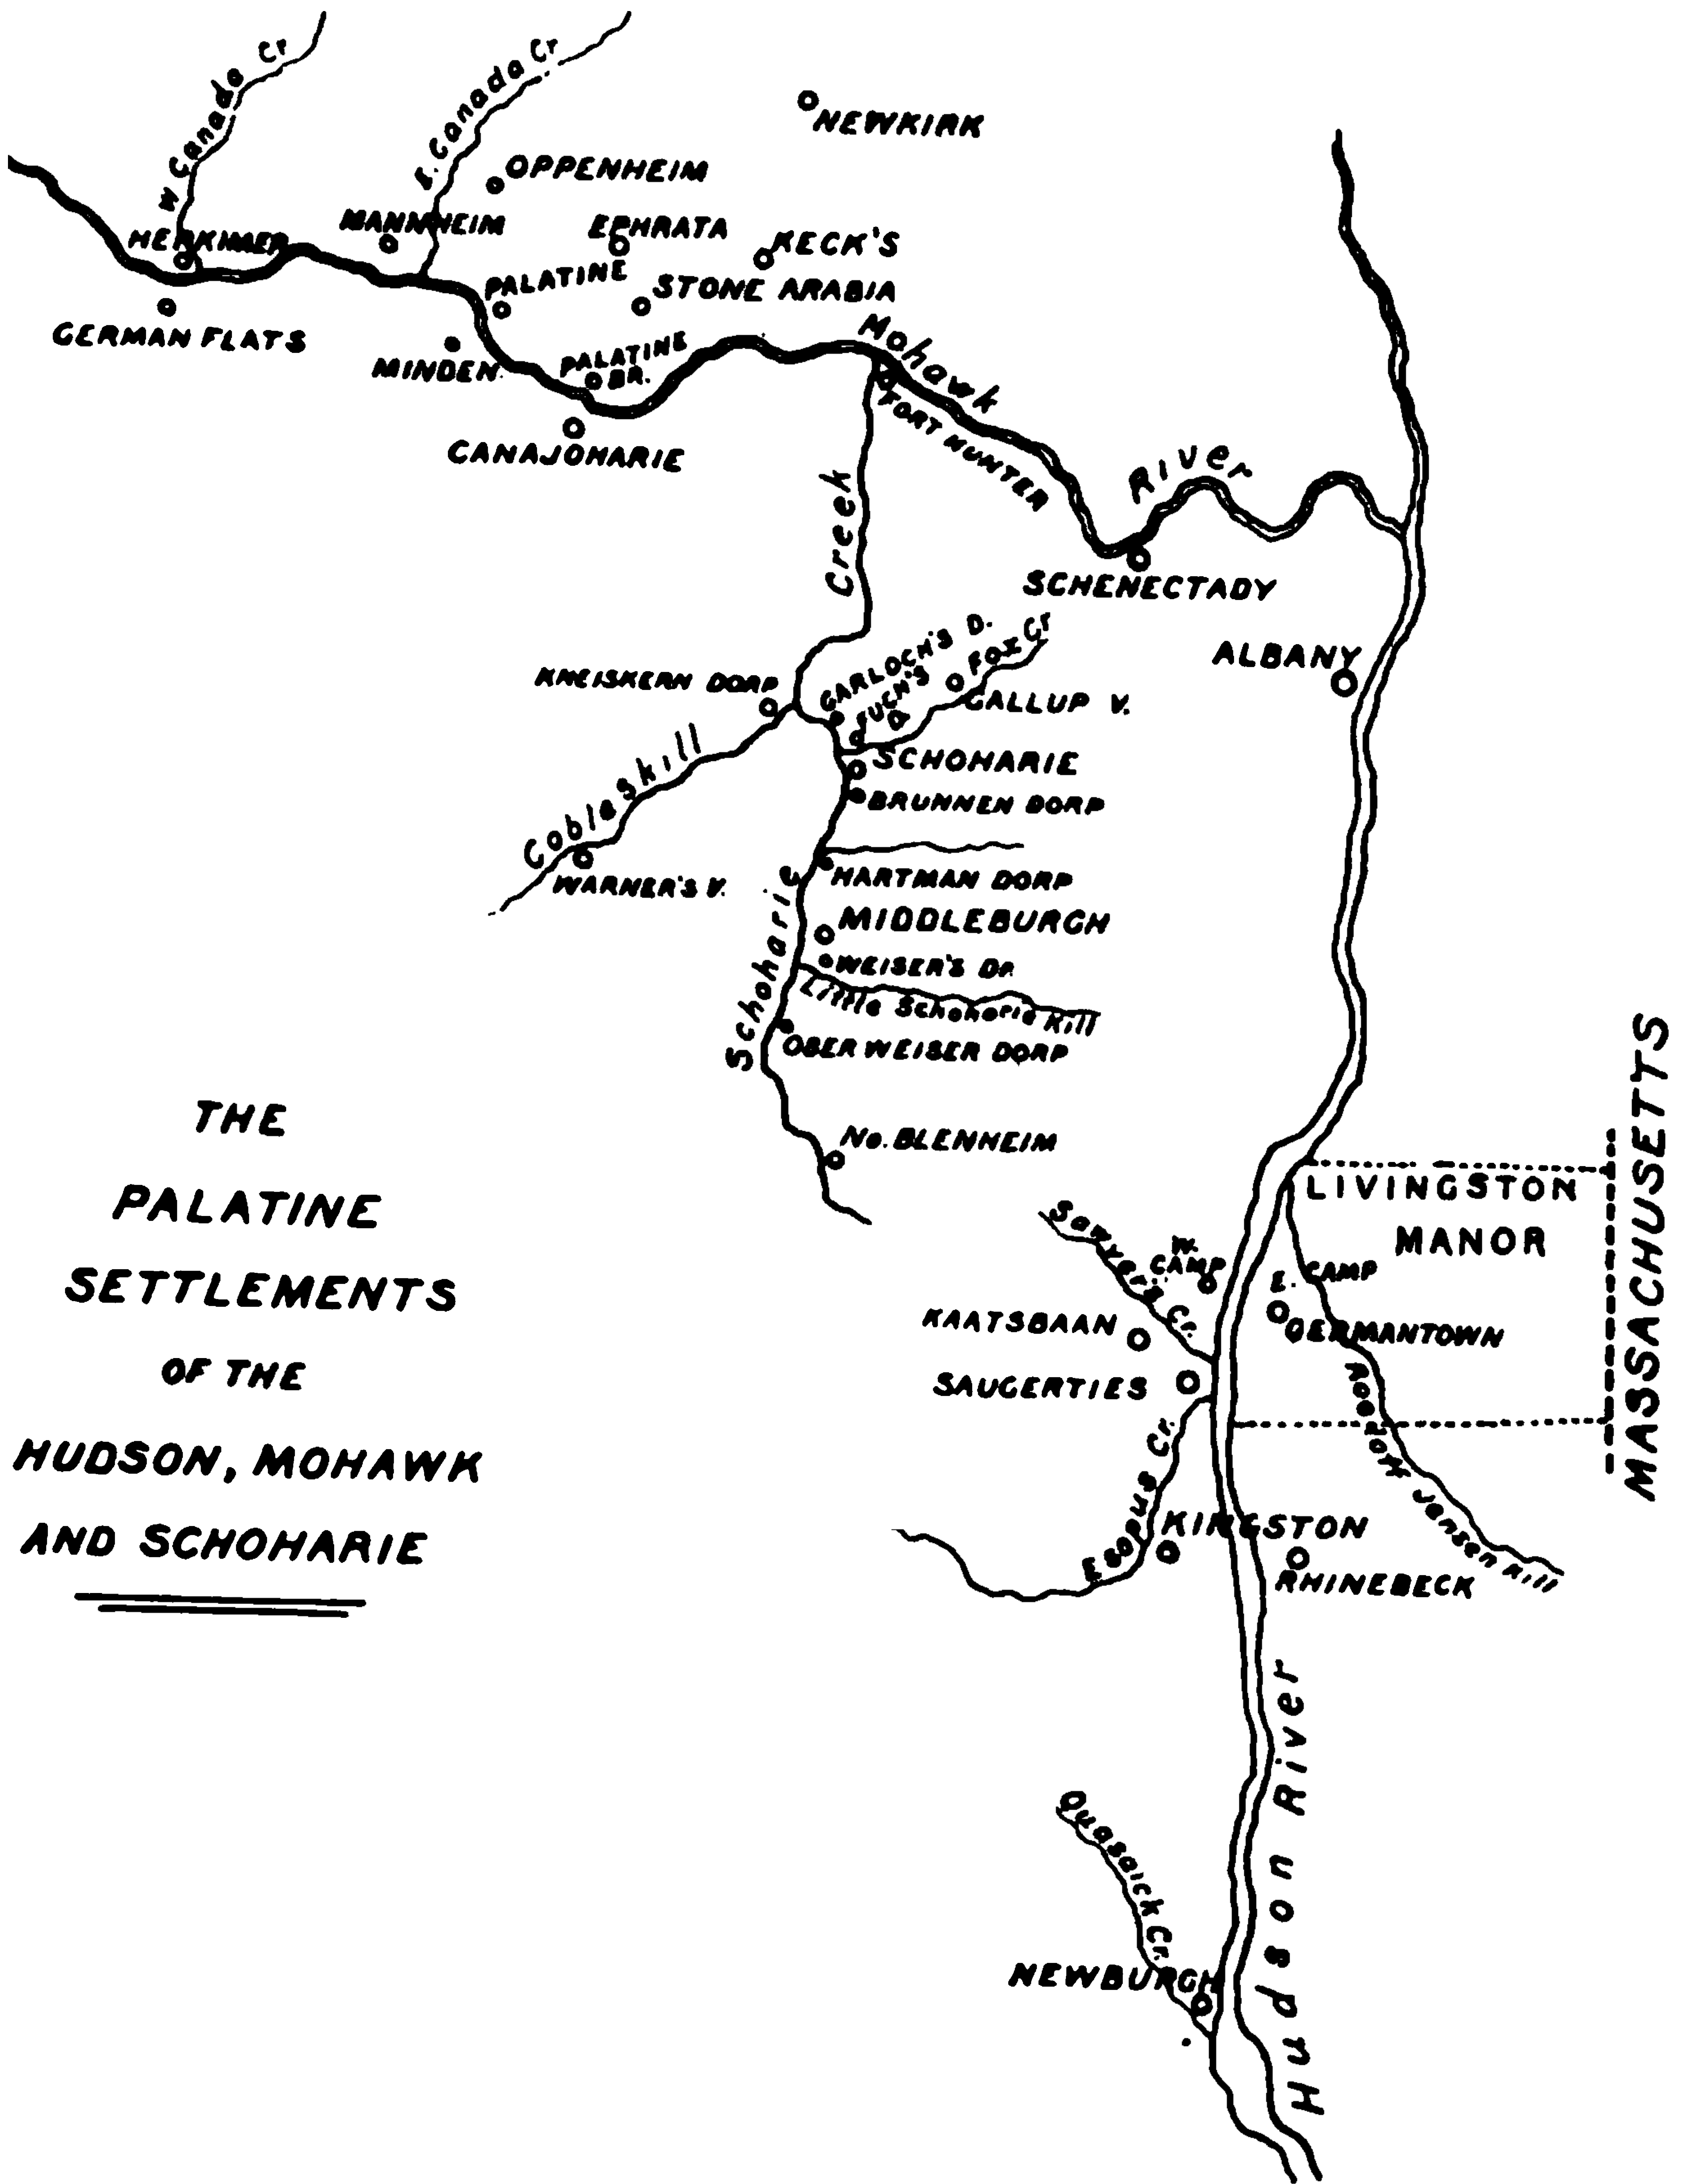 W Canada Cr
E. Canada Cr
NEWKIRK
OPPENHEIM
MANNHEIM
EPHRATA
HERKIMER
KECK'S
PALATINE
STONE ARABIA
GERMAN FLATS
MINDEN
PALATINE
BR.
CANAJOHARIE
Mohawk
River
FORT HUNTER
SCHENECTADY
ALBANY
Creek
KNEISKERN DORP
GARLOCH'S D.
FUCH'S
D
FOX Cr
GALLUP V.
SCHOHARIE
BRUNNEN DORP
Cobleskill
WARNER'S V.
HARTMAN DORP
MIDDLEBURGH
WEISER'S DP.
Little Schoharie Kill
Schoharie
OBER WEISER DORP
No. BLENHEIM
THE
PALATINE
SETTLEMENTS
OF THE
HUDSON, MOHAWK
AND SCHOHARIE
LIVINGSTON
MANOR
MASSACHUSETTS
Sawyer's Cr.
W.
CAMP
E. CAMP
KAATSBAAN
GERMANTOWN
SAUGERTIES
Roeloff Jansen Kill
Esopus Cr.
KINGSTON
RHINEBECK
Hudson River
Quassick Cr.
NEWBURGH